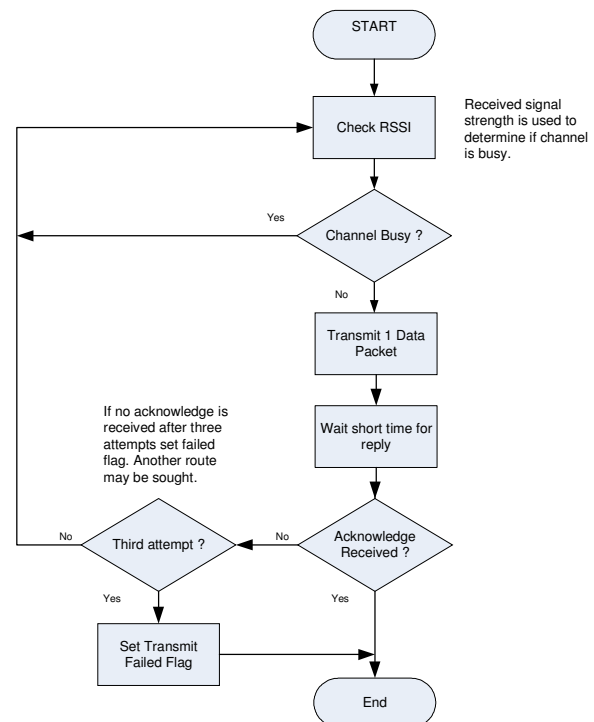 START
Check RSSI
Received signal
strength is used to
determine if channel
is busy.
Yes
Channel Busy ?
No
Transmit 1 Data
Packet
If no acknowledge is
received after three
attempts set failed
flag. Another route
may be sought.
Wait short time for
reply
No
Third attempt ?
No
Acknowledge
Received ?
Yes
Yes
Set Transmit
Failed Flag
End